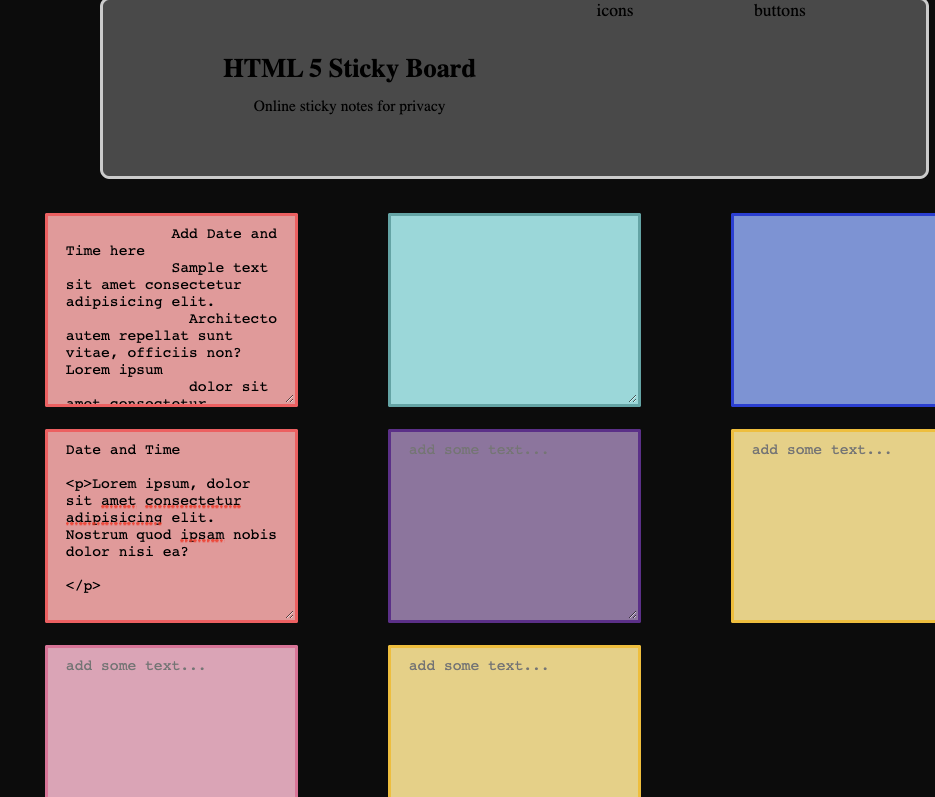 icons buttons
HTML 5 Sticky Board
Online sticky notes for privacy
Add Date and
Time here
Sample text
sit amet consectetur
adipisicing elit.
Architecto
autem repellat sunt
vitae, officiis non?
Lorem ipsum
dolor sit
amet consectetur
Date and Time
<p>Lorem ipsum, dolor
sit amet consectetur
adipisicing elit.
Nostrum quod ipsam nobis
dolor nisi ea?
</p>
add some text...
add some text...
add some text...
add some text...